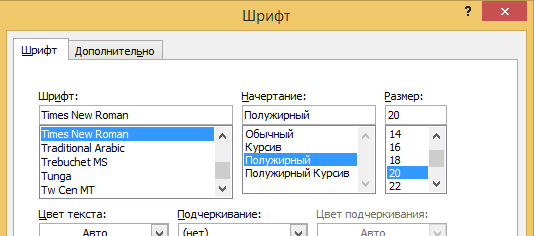 Шрифт
?
Шрифт Дополнительно
Шрифт: Начертание: Размер:
Times New Roman Полужирный 20
Times New Roman Обычный 14
Traditional Arabic Курсив 16
Trebuchet MS Полужирный 18
Tunga Полужирный Курсив 20
Tw Cen MT 22
Цвет текста: Подчеркивание: Цвет подчеркивания:
Авто (нет) Авто